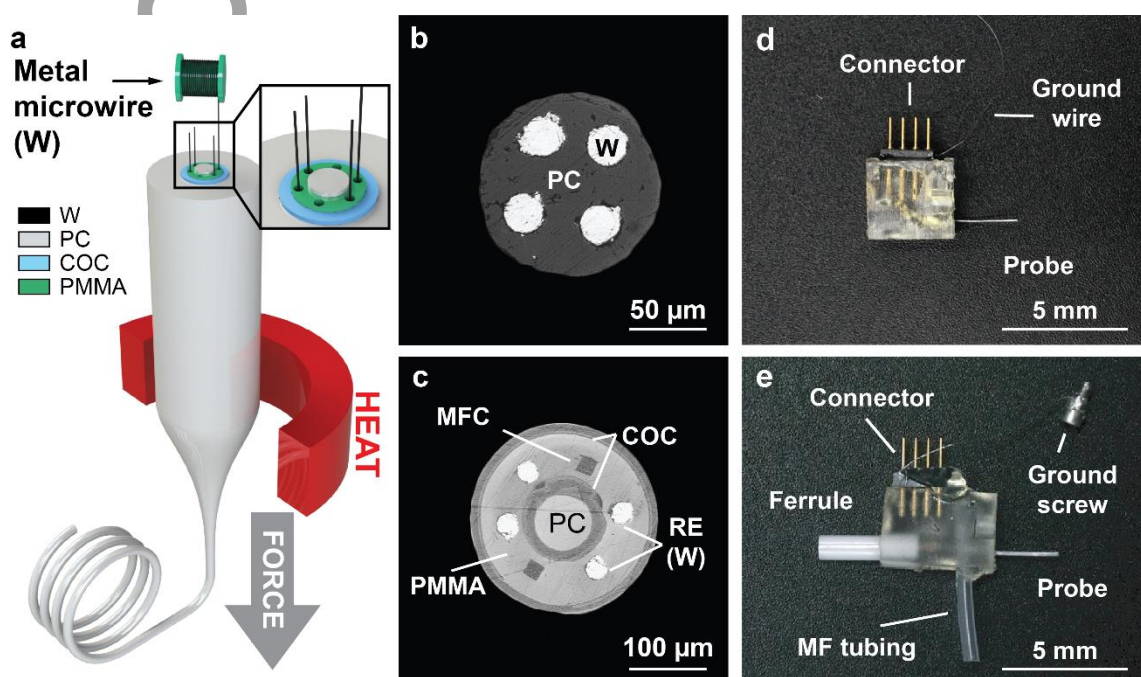 a
Metal
microwire
(W)
W
PC
COC
PMMA
HEAT
FORCE
b
W
PC
50 µm
c
MFC
COC
PC
RE
(W)
PMMA
100 µm
d
Connector
Ground
wire
Probe
5 mm
e
Connector
Ferrule
Ground
screw
Probe
MF tubing
5 mm